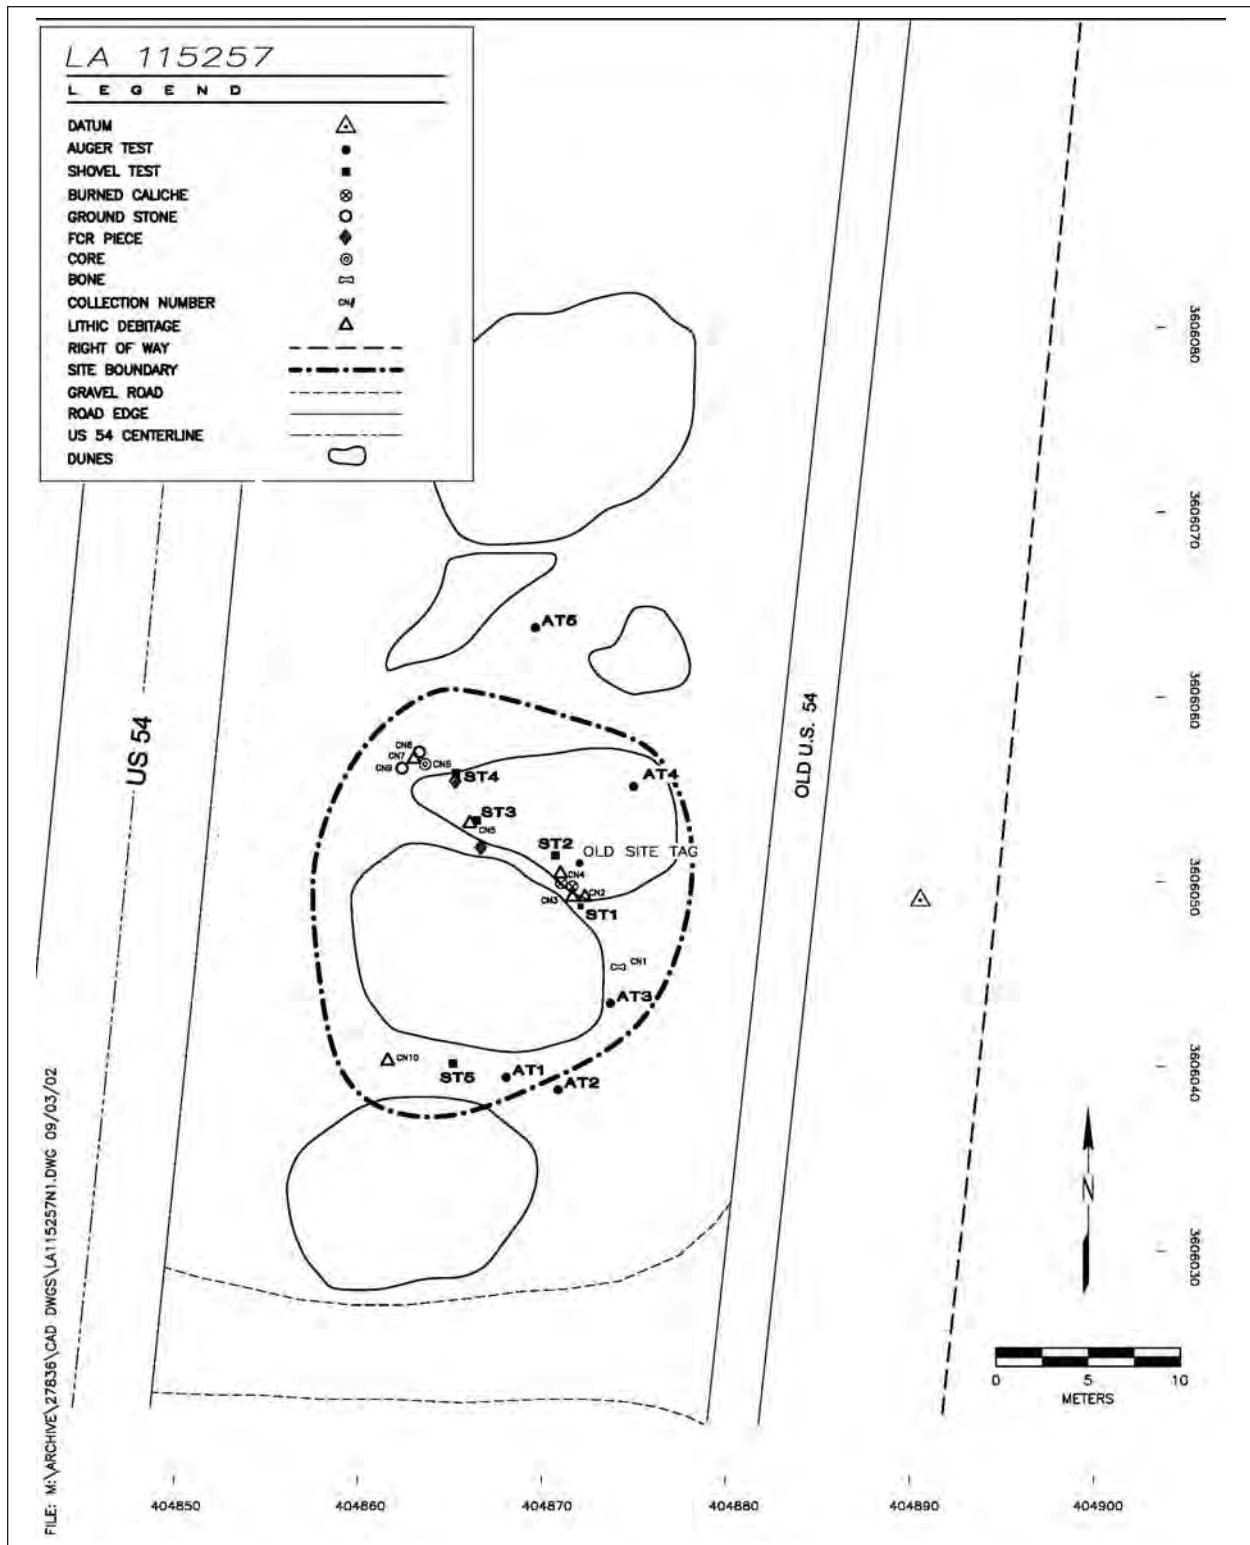 LA 115257
LEGEND
DATUM
AUGER TEST
SHOVEL TEST
BURNED CALICHE
GROUND STONE
FCR PIECE
CORE
BONE
COLLECTION NUMBER CN#
LITHIC DEBITAGE
RIGHT OF WAY
SITE BOUNDARY
GRAVEL ROAD
ROAD EDGE
US 54 CENTERLINE
DUNES
3606080
3606070
AT5
3606060
US 54
OLD U.S. 54
CN8
CN7
CN6
CN9
ST4
AT4
ST3
CN5
ST2
OLD SITE TAG
CN4
CN2
CN3
ST1
3606050
CN1
AT3
CN10
ST5
AT1
AT2
3606040
N
3606030
0 5 10
METERS
404850 404860 404870 404880 404890 404900
FILE: M:\ARCHIVE\27836\CAD DWGS\LA115257N1.DWG 09/03/02